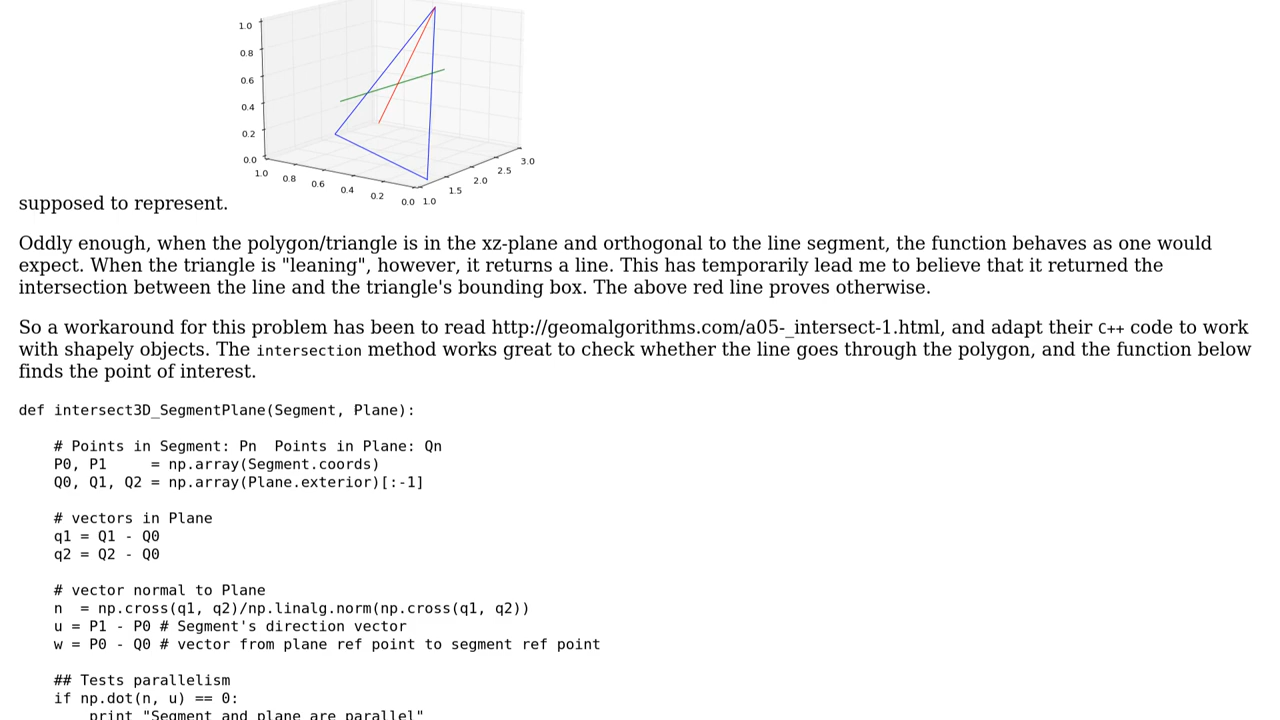 1.0
0.8
0.6
0.4
0.2
0.0
1.0
0.8
0.6
0.4
0.2
0.0
1.0
1.5
2.0
2.5
3.0
supposed to represent.
Oddly enough, when the polygon/triangle is in the xz-plane and orthogonal to the line segment, the function behaves as one would
expect. When the triangle is "leaning", however, it returns a line. This has temporarily lead me to believe that it returned the
intersection between the line and the triangle's bounding box. The above red line proves otherwise.
So a workaround for this problem has been to read http://geomalgorithms.com/a05-_intersect-1.html, and adapt their C++ code to work
with shapely objects. The intersection method works great to check whether the line goes through the polygon, and the function below
finds the point of interest.
def intersect3D_SegmentPlane(Segment, Plane):
    # Points in Segment: Pn  Points in Plane: Qn
    P0, P1     = np.array(Segment.coords)
    Q0, Q1, Q2 = np.array(Plane.exterior)[:-1]
    # vectors in Plane
    q1 = Q1 - Q0
    q2 = Q2 - Q0
    # vector normal to Plane
    n  = np.cross(q1, q2)/np.linalg.norm(np.cross(q1, q2))
    u = P1 - P0 # Segment's direction vector
    w = P0 - Q0 # vector from plane ref point to segment ref point
    ## Tests parallelism
    if np.dot(n, u) == 0:
        print "Segment and plane are parallel"